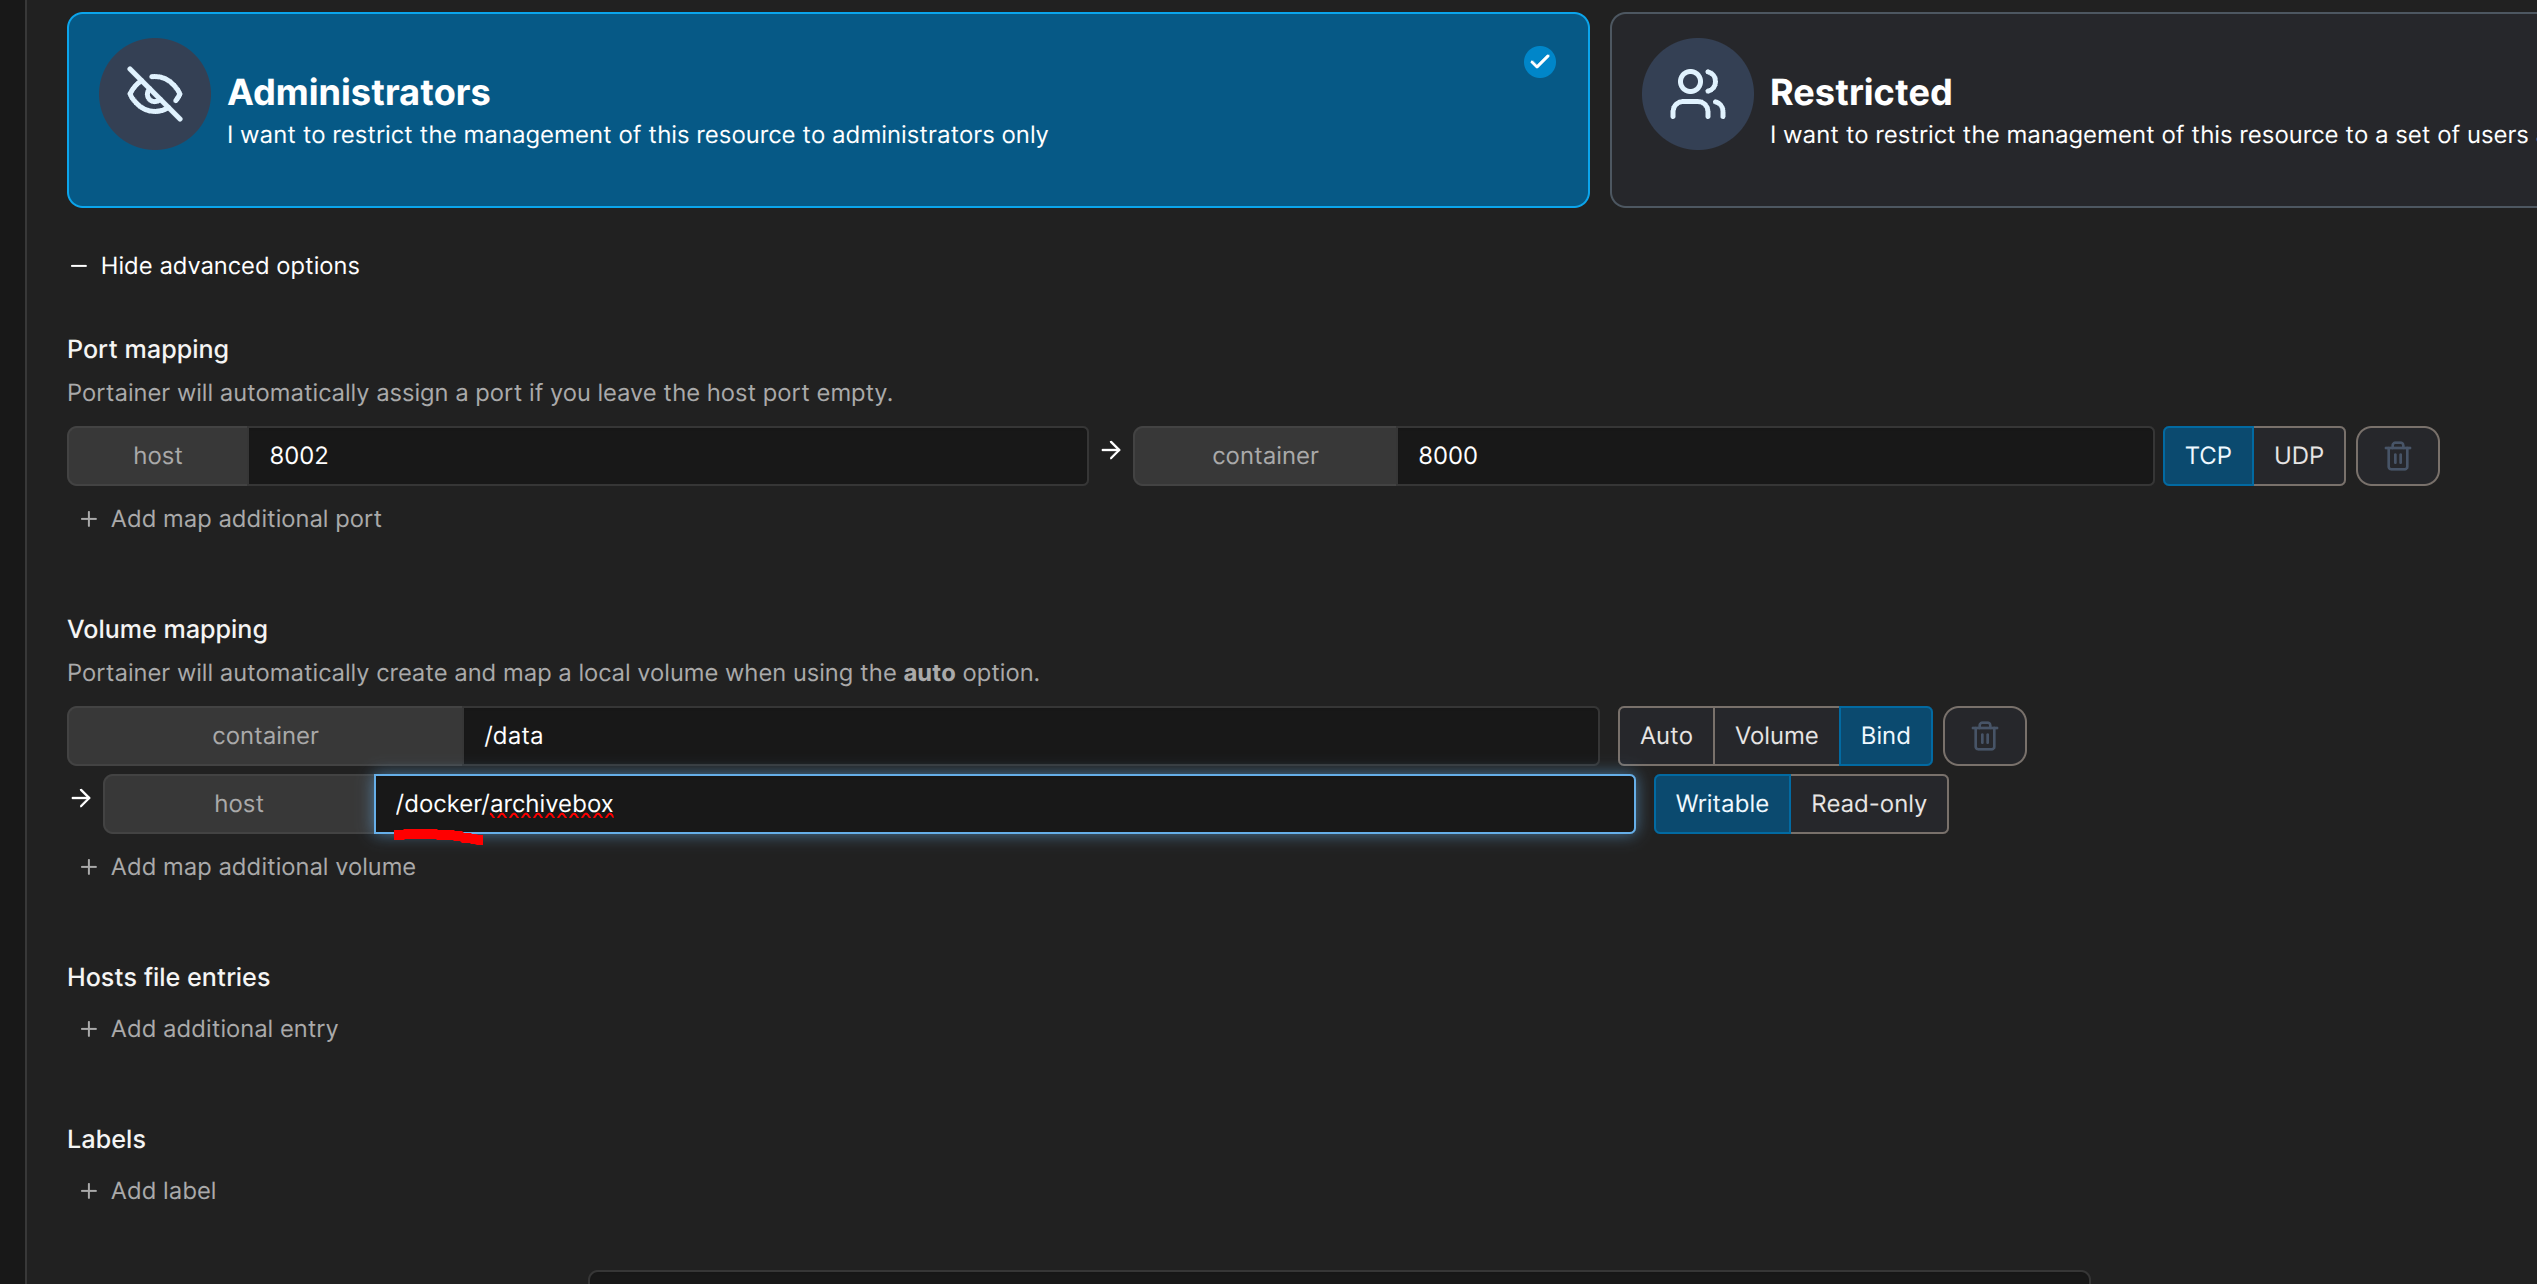 Administrators
I want to restrict the management of this resource to administrators only
Restricted
I want to restrict the management of this resource to a set of users
Hide advanced options
Port mapping
Portainer will automatically assign a port if you leave the host port empty.
host 8002 → container 8000 TCP UDP
+ Add map additional port
Volume mapping
Portainer will automatically create and map a local volume when using the auto option.
container /data Auto Volume Bind
→ host /docker/archivebox Writable Read-only
+ Add map additional volume
Hosts file entries
+ Add additional entry
Labels
+ Add label